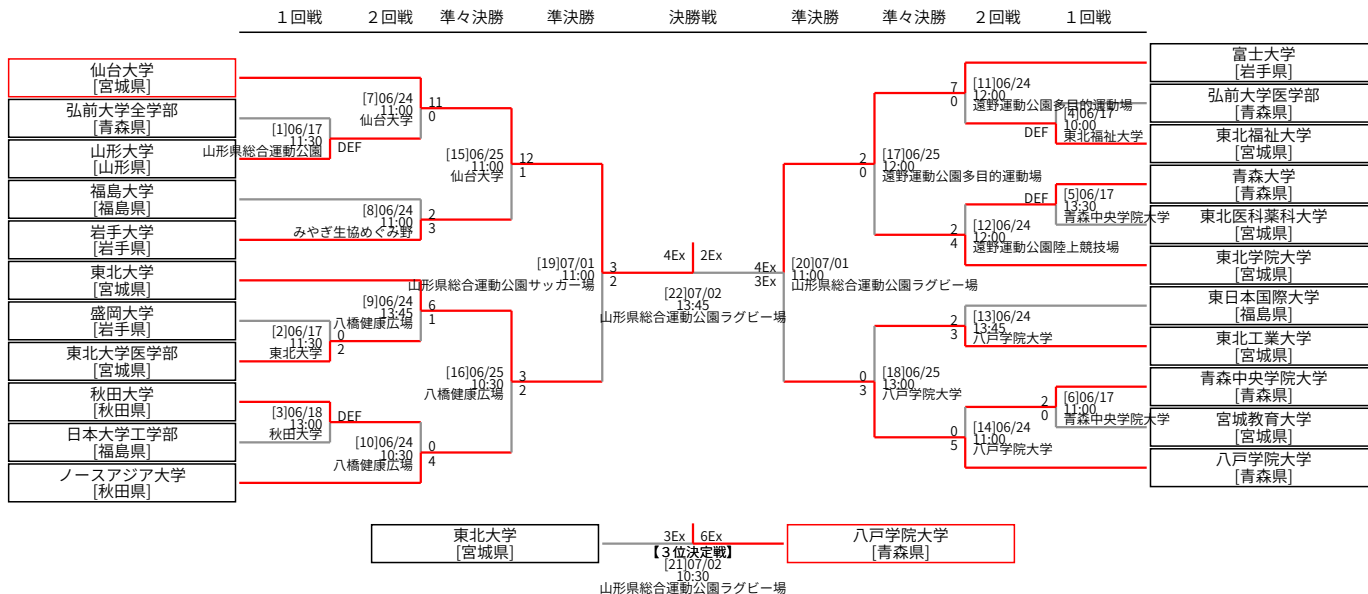 １回戦 ２回戦 準々決勝 準決勝 決勝戦 準決勝 準々決勝 ２回戦 １回戦
仙台大学
[宮城県]
弘前大学全学部
[青森県]
山形大学
[山形県]
福島大学
[福島県]
岩手大学
[岩手県]
東北大学
[宮城県]
盛岡大学
[岩手県]
東北大学医学部
[宮城県]
秋田大学
[秋田県]
日本大学工学部
[福島県]
ノースアジア大学
[秋田県]
[1]06/17
11:30
山形県総合運動公園
DEF
[2]06/17
11:30
東北大学
0
2
[3]06/18
13:00
秋田大学
DEF
[7]06/24
11:00
仙台大学
11
0
[8]06/24
11:00
みやぎ生協めぐみ野
2
3
[9]06/24
13:45
八橋健康広場
6
1
[10]06/24
10:30
八橋健康広場
0
4
[15]06/25
11:00
仙台大学
12
1
[16]06/25
10:30
八橋健康広場
3
2
[19]07/01
11:00
山形県総合運動公園サッカー場
3
2
4Ex 2Ex
[22]07/02
13:45
山形県総合運動公園ラグビー場
4Ex
3Ex
[20]07/01
11:00
山形県総合運動公園ラグビー場
2
0
[17]06/25
12:00
遠野運動公園多目的運動場
0
3
[18]06/25
13:00
八戸学院大学
7
0
[11]06/24
12:00
遠野運動公園多目的運動場
2
4
[12]06/24
12:00
遠野運動公園陸上競技場
2
3
[13]06/24
13:45
八戸学院大学
0
5
[14]06/24
11:00
八戸学院大学
DEF
[4]06/17
10:00
東北福祉大学
DEF
[5]06/17
13:30
青森中央学院大学
2
0
[6]06/17
11:00
青森中央学院大学
富士大学
[岩手県]
弘前大学医学部
[青森県]
東北福祉大学
[宮城県]
青森大学
[青森県]
東北医科薬科大学
[宮城県]
東北学院大学
[宮城県]
東日本国際大学
[福島県]
東北工業大学
[宮城県]
青森中央学院大学
[青森県]
宮城教育大学
[宮城県]
八戸学院大学
[青森県]
東北大学
[宮城県]
3Ex 6Ex
【３位決定戦】
[21]07/02
10:30
山形県総合運動公園ラグビー場
八戸学院大学
[青森県]